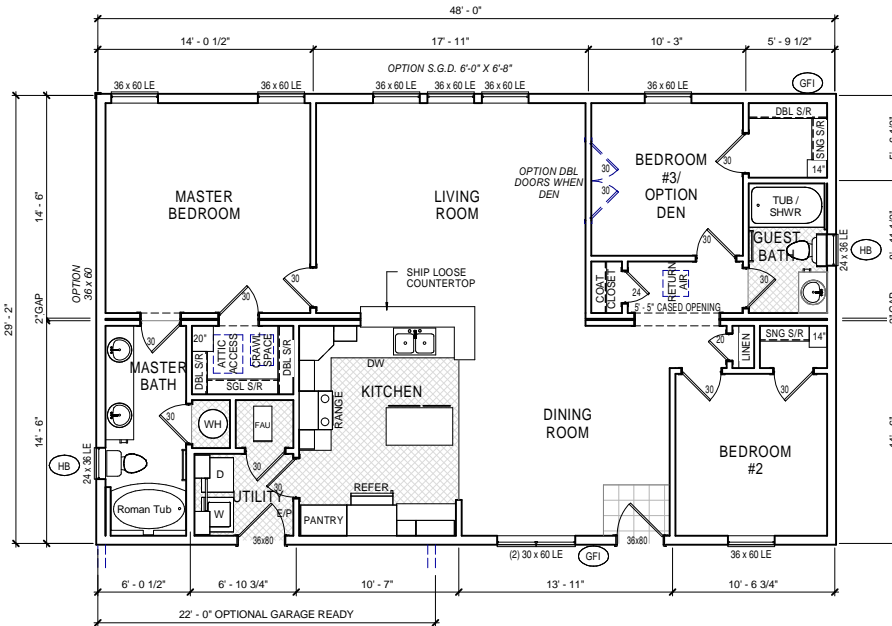 48' - 0"
14' - 0 1/2"
17' - 11"
10' - 3"
5' - 9 1/2"
OPTION S.G.D. 6'-0" X 6'-8"
36 x 60 LE
36 x 60 LE
36 x 60 LE
36 x 60 LE
36 x 60 LE
36 x 60 LE
GFI
DBL S/R
SNG S/R
14"
30
BEDROOM
#3/
OPTION
DEN
30
30
OPTION DBL
DOORS WHEN
DEN
MASTER
BEDROOM
LIVING
ROOM
TUB /
SHWR
GUEST
BATH
24 x 36 LE
HB
30
30
24
COAT
CLOSET
RETURN
AIR
5' - 5" CASED OPENING
SHIP LOOSE
COUNTERTOP
30
OPTION
36 x 60
29' - 2"
14' - 6"
2" GAP
14' - 6"
30
30
MASTER
BATH
20"
ATTIC
ACCESS
CRAWL
SPACE
DBL S/R
DBL S/R
SGL S/R
DW
KITCHEN
RANGE
20
LINEN
SNG S/R
14"
30
30
30
WH
FAU
30
30
DINING
ROOM
BEDROOM
#2
HB
24 x 36 LE
Roman Tub
D
W
UTILITY
E/P
REFER
PANTRY
36x80
(2) 30 x 60 LE
GFI
36x80
36 x 60 LE
6' - 0 1/2"
6' - 10 3/4"
10' - 7"
13' - 11"
10' - 6 3/4"
22' - 0" OPTIONAL GARAGE READY